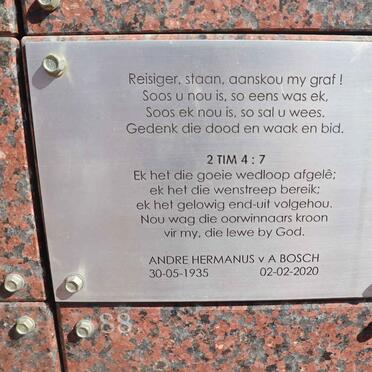 Reisiger, staan, aanskou my graf !
Soos u nou is, so eens was ek,
Soos ek nou is, so sal u wees.
Gedenk die dood en waak en bid.
2 TIM 4 : 7
Ek het die goeie wedloop afgelê;
ek het die wenstreep bereik;
ek het gelowig end-uit volgehou.
Nou wag die oorwinnaars kroon
vir my, die lewe by God.
ANDRE HERMANUS v A BOSCH
30-05-1935 02-02-2020
88